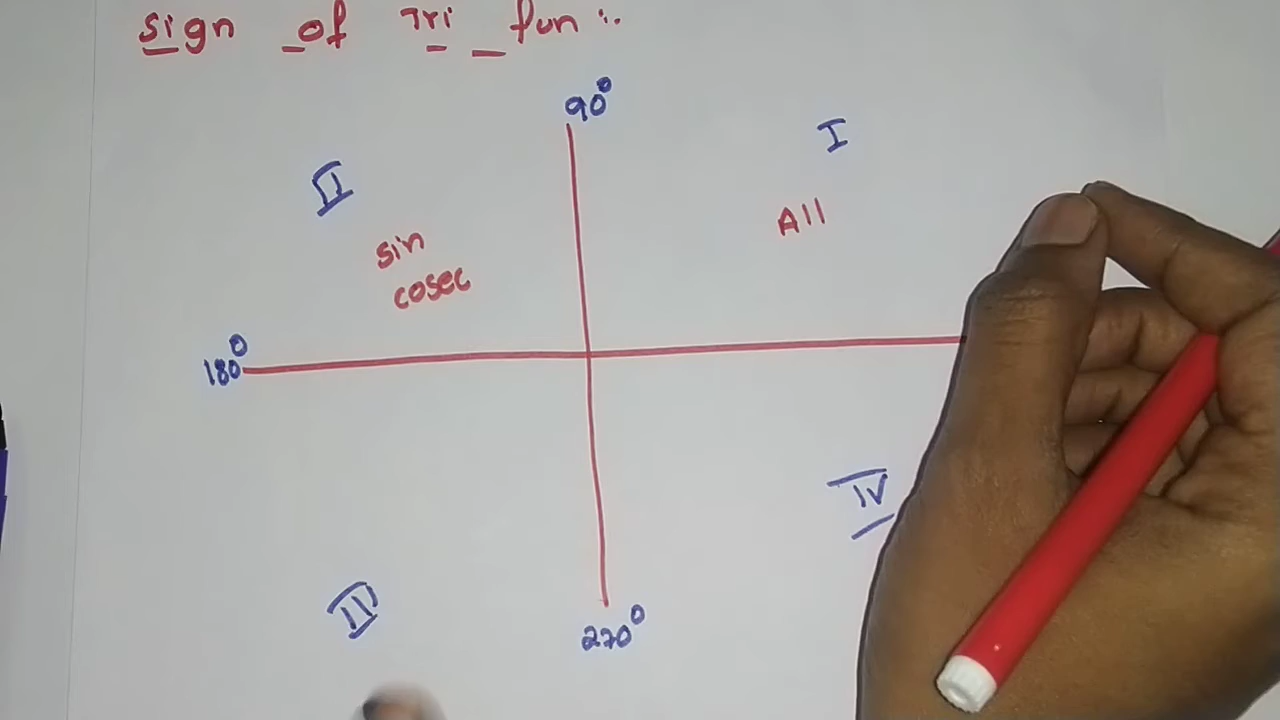 sign of Tri fun :.
90°
I
II
All
sin
cosec
180°
IV
III
270°